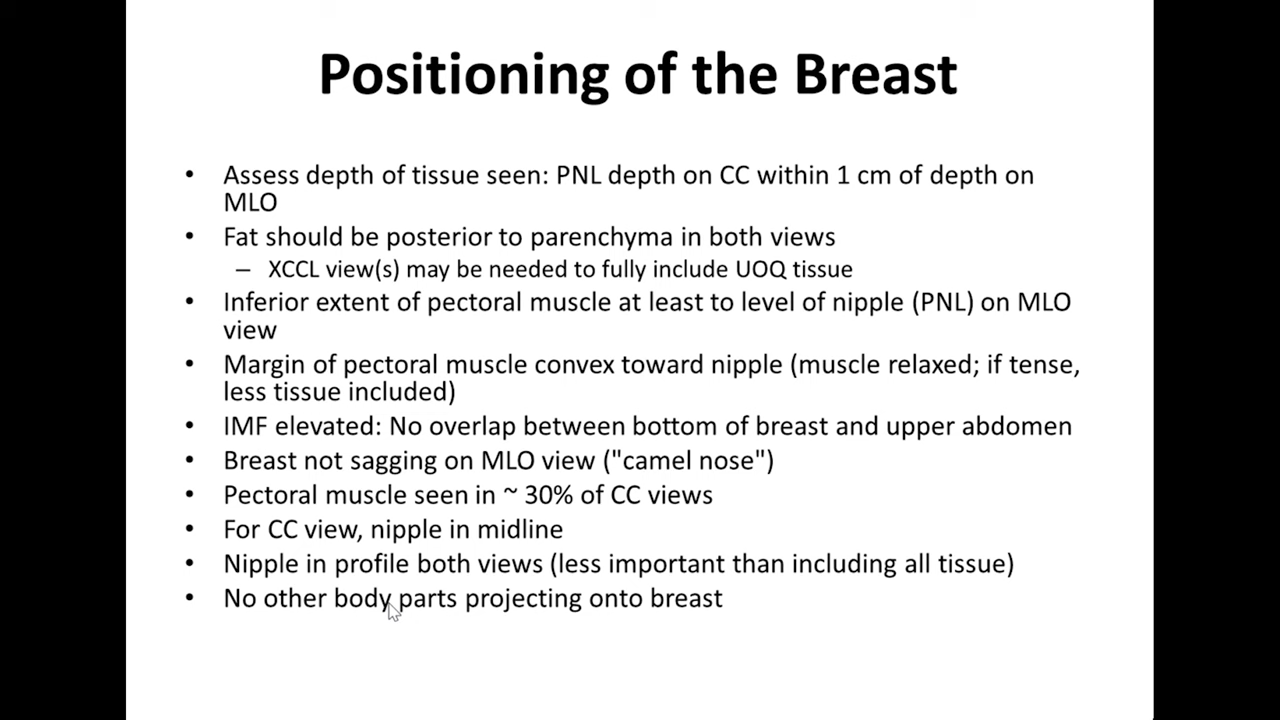 Positioning of the Breast
• Assess depth of tissue seen: PNL depth on CC within 1 cm of depth on
MLO
• Fat should be posterior to parenchyma in both views
– XCCL view(s) may be needed to fully include UOQ tissue
• Inferior extent of pectoral muscle at least to level of nipple (PNL) on MLO
view
• Margin of pectoral muscle convex toward nipple (muscle relaxed; if tense,
less tissue included)
• IMF elevated: No overlap between bottom of breast and upper abdomen
• Breast not sagging on MLO view ("camel nose")
• Pectoral muscle seen in ~ 30% of CC views
• For CC view, nipple in midline
• Nipple in profile both views (less important than including all tissue)
• No other body parts projecting onto breast